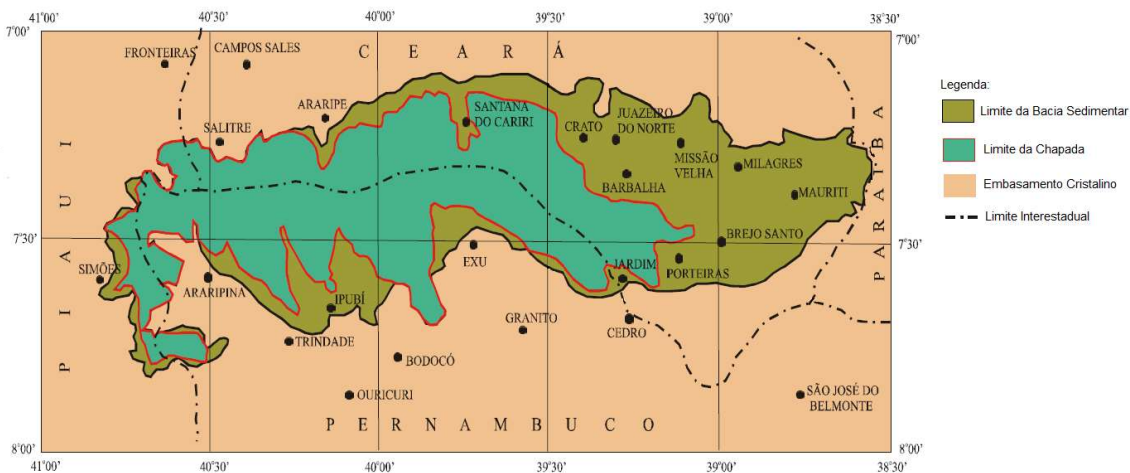 41°00' 40°30' 40°00' 39°30' 39°00' 38°30'
7°00' 7°00'
FRONTEIRAS
CAMPOS SALES
CEARÁ
ARARIPE
SALITRE
SANTANA
DO CARIRI
CRATO
JUAZEIRO
DO NORTE
MISSÃO
VELHA
BARBALHA
MILAGRES
MAURITI
PIAUI
PARAIBA
7°30' 7°30'
SIMÕES
ARARIPINA
IPUBÍ
EXU
JARDIM
PORTEIRAS
BREJO SANTO
TRINDADE
BODOCÓ
GRANITO
CEDRO
OURICURI
SÃO JOSÉ DO
BELMONTE
PERNAMBUCO
8°00' 8°00'
41°00' 40°30' 40°00' 39°30' 39°00' 38°30'
Legenda:
Limite da Bacia Sedimentar
Limite da Chapada
Embasamento Cristalino
Limite Interestadual